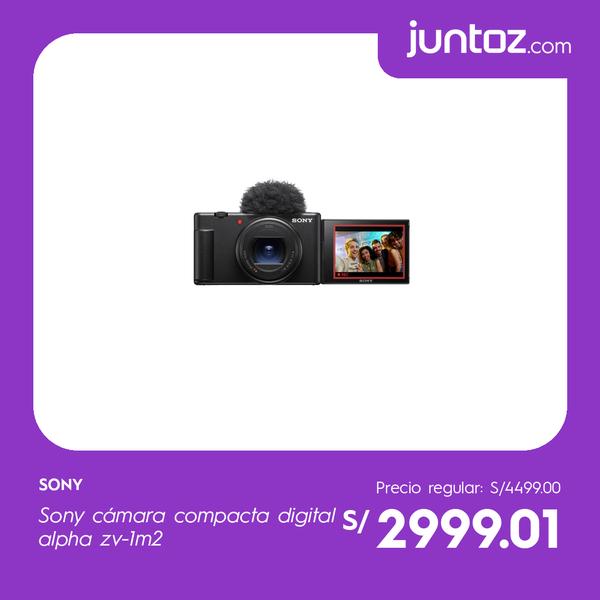 juntoz.com
SONY
SONY
SONY
Precio regular: S/4499.00
Sony cámara compacta digital
alpha zv-1m2
S/ 2999.01